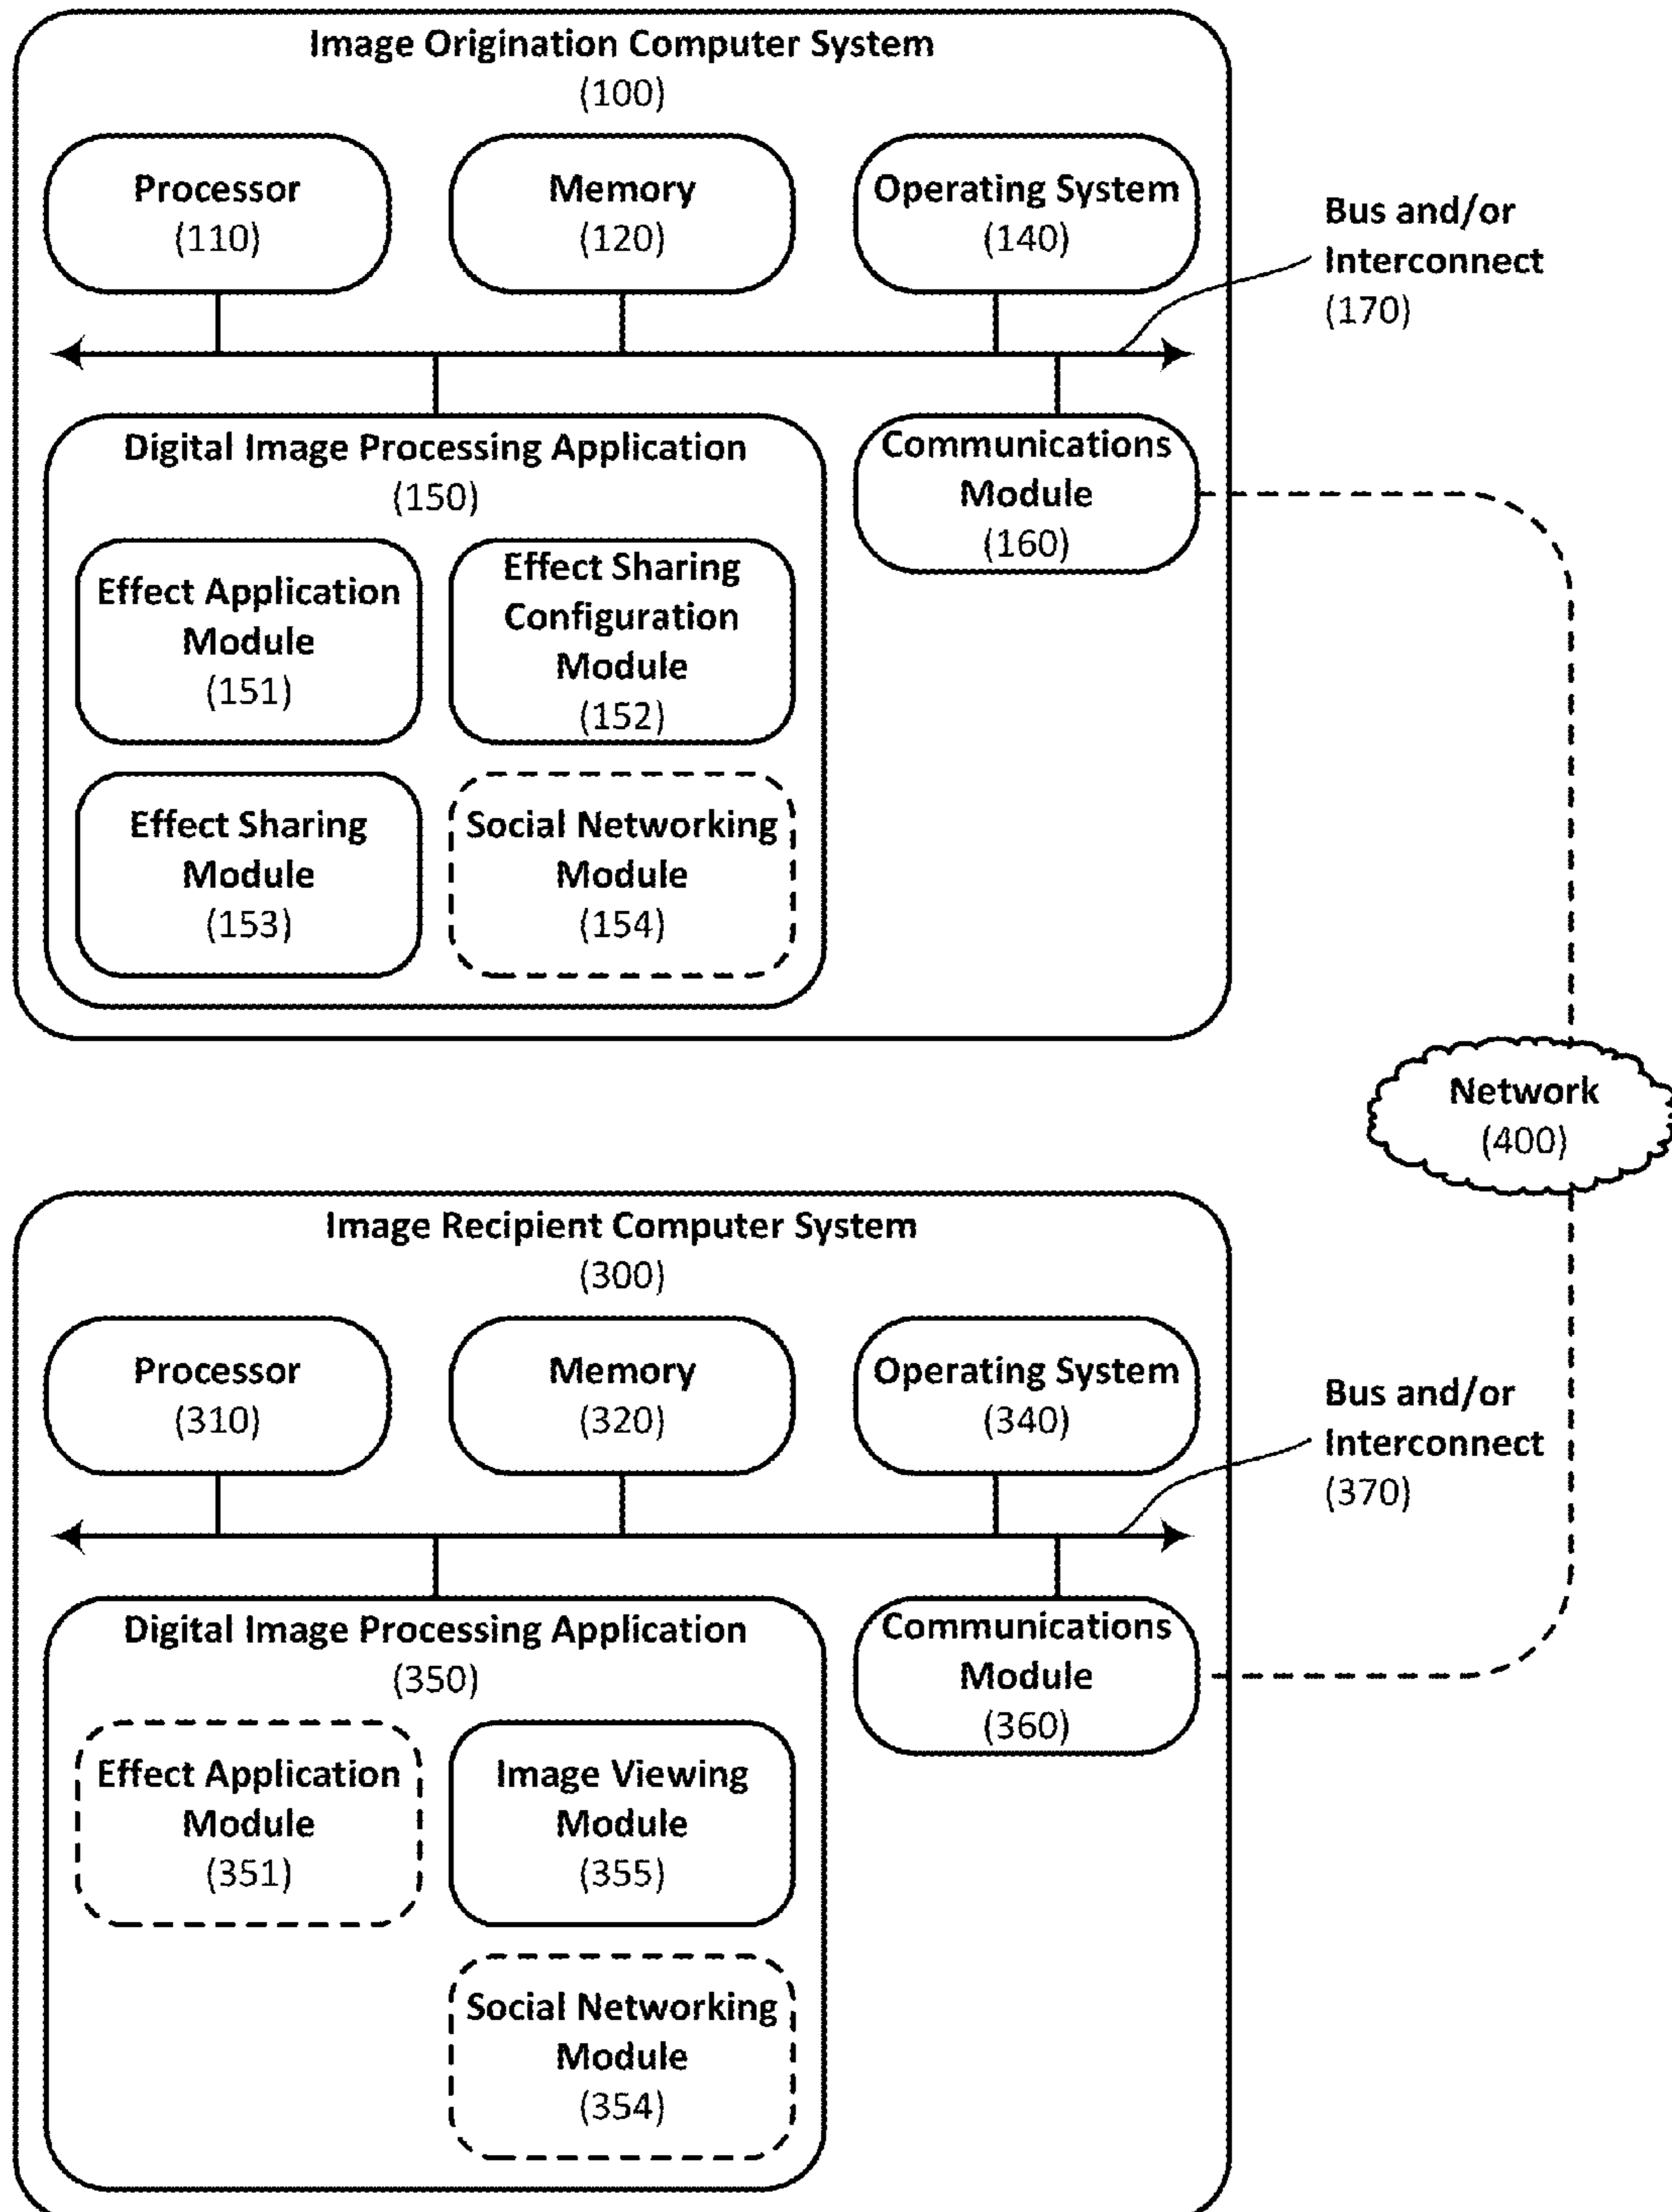 Image Origination Computer System
(100)
Processor
(110)
Memory
(120)
Operating System
(140)
Bus and/or
Interconnect
(170)
Digital Image Processing Application
(150)
Communications
Module
(160)
Effect Application
Module
(151)
Effect Sharing
Configuration
Module
(152)
Effect Sharing
Module
(153)
Social Networking
Module
(154)
Network
(400)
Image Recipient Computer System
(300)
Processor
(310)
Memory
(320)
Operating System
(340)
Bus and/or
Interconnect
(370)
Digital Image Processing Application
(350)
Communications
Module
(360)
Effect Application
Module
(351)
Image Viewing
Module
(355)
Social Networking
Module
(354)